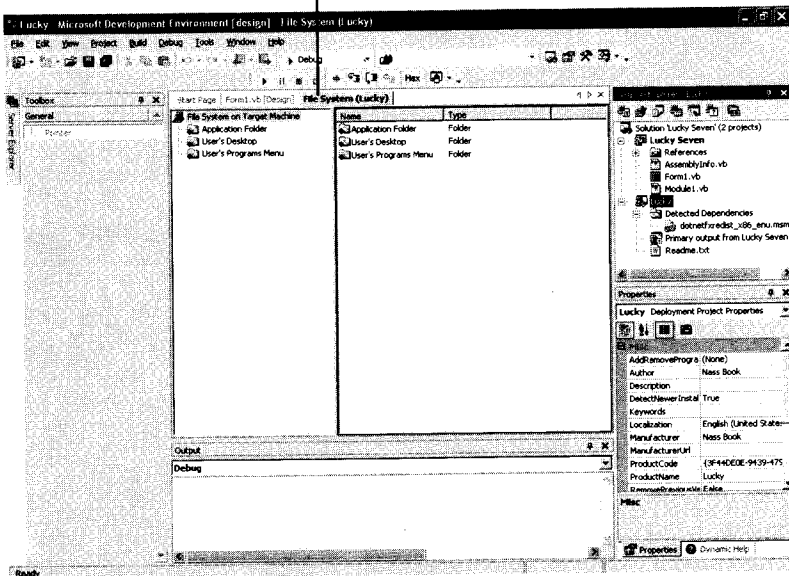 Lucky - Microsoft Development Environment [design] - File System (Lucky)
File Edit View Project Build Debug Tools Window Help
Debug
Hex
Toolbox
General
Pointer
Server Explorer
Start Page | Form1.vb [Design] | File System (Lucky)
File System on Target Machine
Application Folder
User's Desktop
User's Programs Menu
Name Type
Application Folder Folder
User's Desktop Folder
User's Programs Menu Folder
Output
Debug
Solution 'Lucky Seven' (2 projects)
Lucky Seven
References
AssemblyInfo.vb
Form1.vb
Module1.vb
Lucky
Detected Dependencies
dotnetfxredist_x86_enu.msm
Primary output from Lucky Seven
Readme.txt
Properties
Lucky Deployment Project Properties
Misc
AddRemoveProgra (None)
Author Nass Book
Description
DetectNewerInstal True
Keywords
Localization English (United State
Manufacturer Nass Book
ManufacturerUrl
ProductCode {3F44DE0E-9439-475
ProductName Lucky
RemovePreviousVe False
Misc
Properties Dynamic Help
Ready